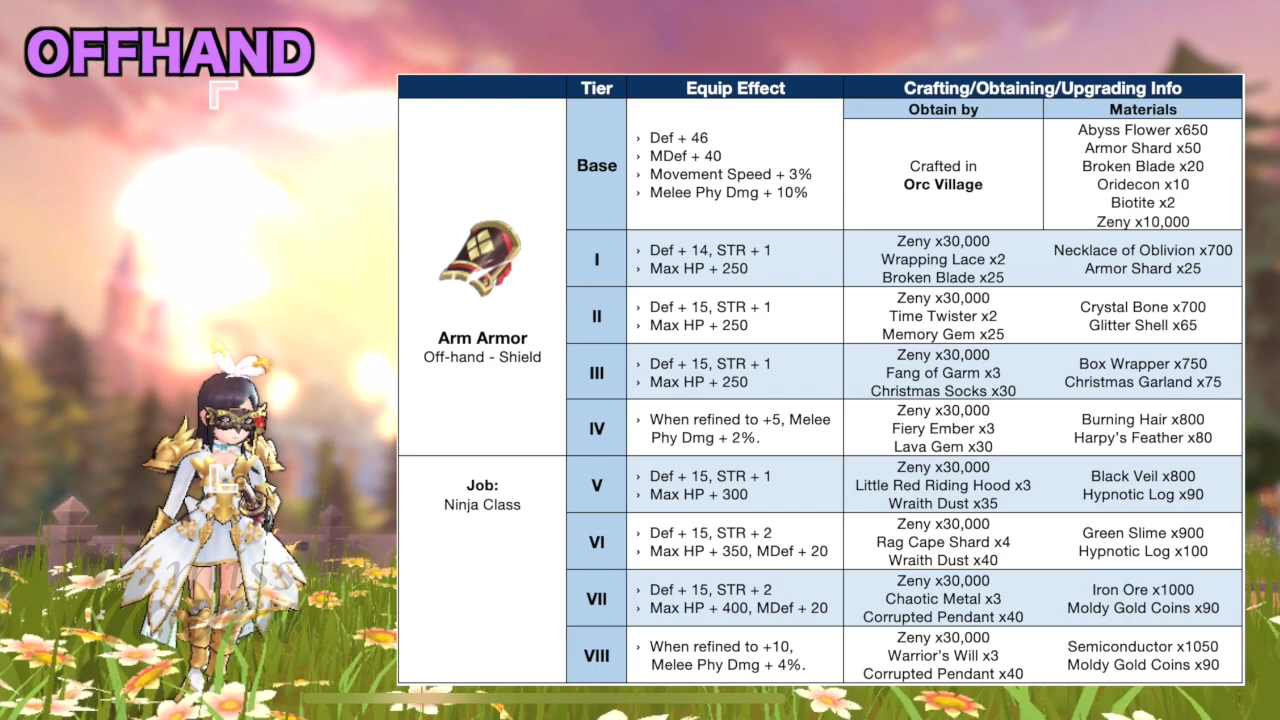 OFFHAND
Tier
Equip Effect
Crafting/Obtaining/Upgrading Info
Obtain by
Materials
Arm Armor
Off-hand - Shield
Job:
Ninja Class
Base
› Def + 46
› MDef + 40
› Movement Speed + 3%
› Melee Phy Dmg + 10%
Crafted in
Orc Village
Abyss Flower x650
Armor Shard x50
Broken Blade x20
Oridecon x10
Biotite x2
Zeny x10,000
I
› Def + 14, STR + 1
› Max HP + 250
Zeny x30,000
Wrapping Lace x2
Broken Blade x25
Necklace of Oblivion x700
Armor Shard x25
II
› Def + 15, STR + 1
› Max HP + 250
Zeny x30,000
Time Twister x2
Memory Gem x25
Crystal Bone x700
Glitter Shell x65
III
› Def + 15, STR + 1
› Max HP + 250
Zeny x30,000
Fang of Garm x3
Christmas Socks x30
Box Wrapper x750
Christmas Garland x75
IV
› When refined to +5, Melee
Phy Dmg + 2%.
Zeny x30,000
Fiery Ember x3
Lava Gem x30
Burning Hair x800
Harpy's Feather x80
V
› Def + 15, STR + 1
› Max HP + 300
Zeny x30,000
Little Red Riding Hood x3
Wraith Dust x35
Black Veil x800
Hypnotic Log x90
VI
› Def + 15, STR + 2
› Max HP + 350, MDef + 20
Zeny x30,000
Rag Cape Shard x4
Wraith Dust x40
Green Slime x900
Hypnotic Log x100
VII
› Def + 15, STR + 2
› Max HP + 400, MDef + 20
Zeny x30,000
Chaotic Metal x3
Corrupted Pendant x40
Iron Ore x1000
Moldy Gold Coins x90
VIII
› When refined to +10,
Melee Phy Dmg + 4%.
Zeny x30,000
Warrior's Will x3
Corrupted Pendant x40
Semiconductor x1050
Moldy Gold Coins x90